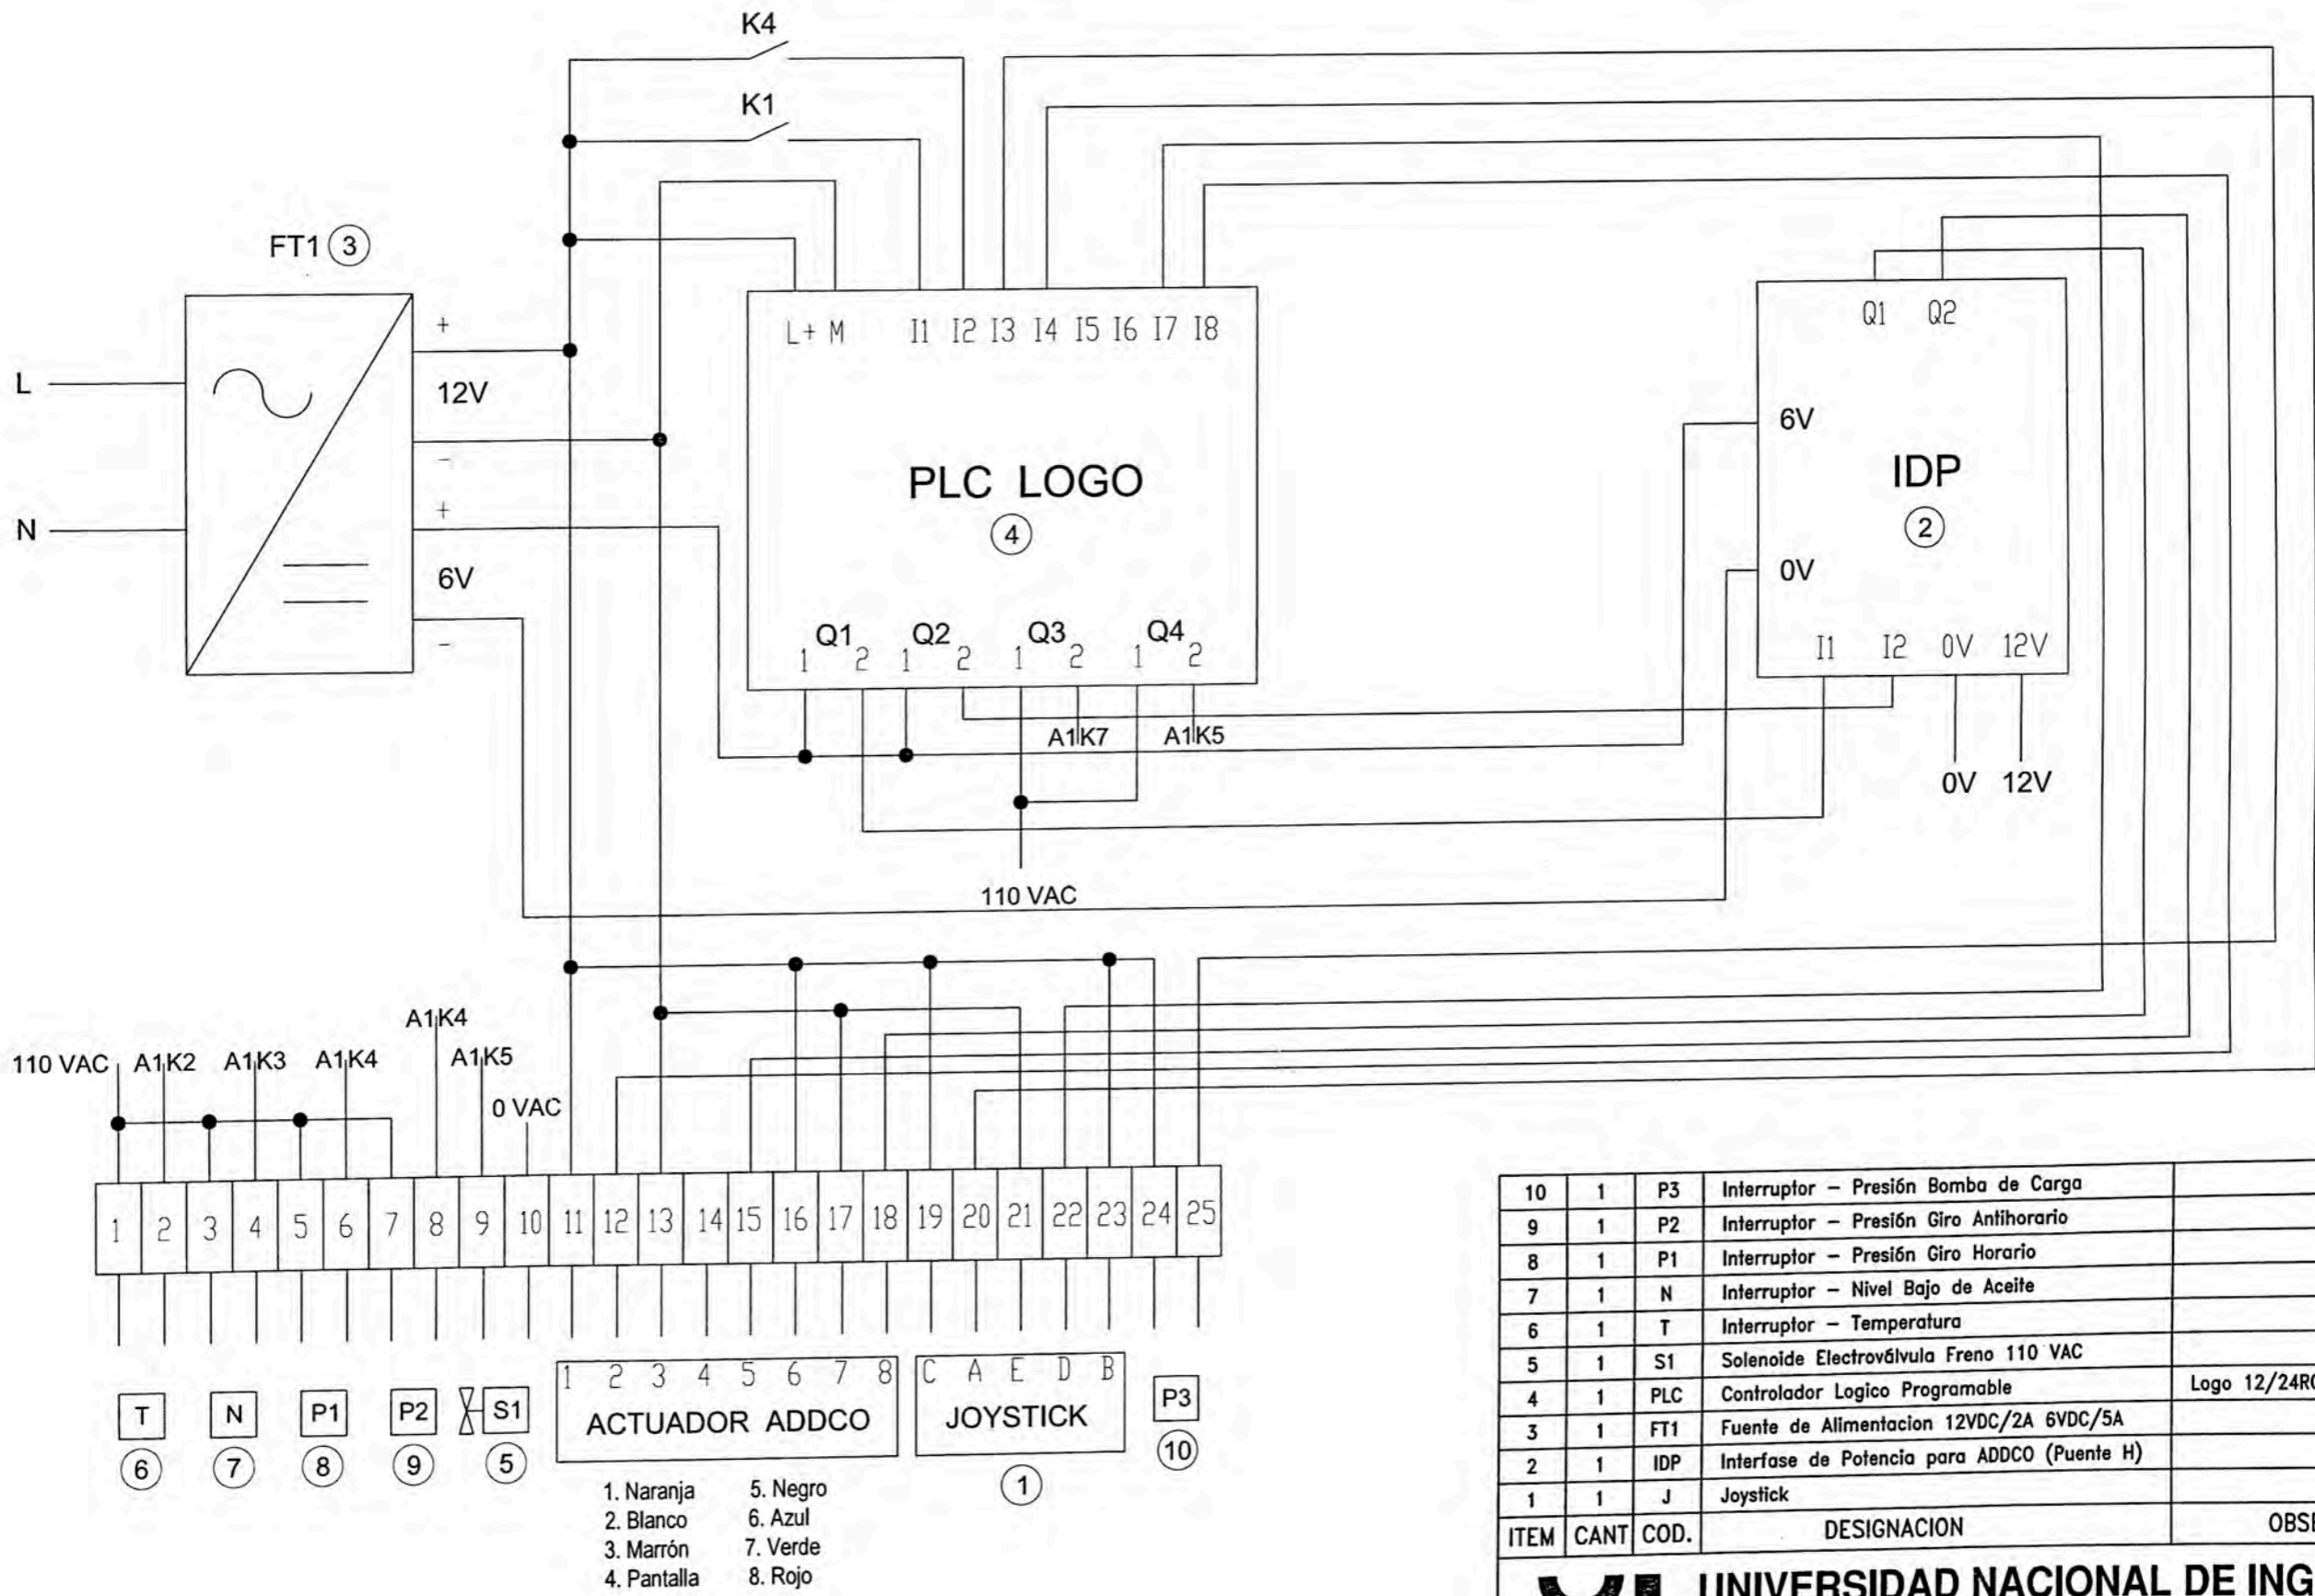 K4
K1
FT1 3
L
N
+
12V
-
+
6V
-
L+ M I1 I2 I3 I4 I5 I6 I7 I8
PLC LOGO
4
Q1 Q2 Q3 Q4
1 2 1 2 1 2 1 2
A1K7 A1K5
110 VAC
Q1 Q2
6V
IDP
2
0V
I1 I2 0V 12V
0V 12V
110 VAC A1K2 A1K3 A1K4 A1K4 A1K5 0 VAC
1 2 3 4 5 6 7 8 9 10 11 12 13 14 15 16 17 18 19 20 21 22 23 24 25
T N P1 P2 S1
6 7 8 9 5
1 2 3 4 5 6 7 8
ACTUADOR ADDCO
C A E D B
JOYSTICK
1
P3
10
1. Naranja 5. Negro
2. Blanco 6. Azul
3. Marrón 7. Verde
4. Pantalla 8. Rojo
10 1 P3 Interruptor – Presión Bomba de Carga
9 1 P2 Interruptor – Presión Giro Antihorario
8 1 P1 Interruptor – Presión Giro Horario
7 1 N Interruptor – Nivel Bajo de Aceite
6 1 T Interruptor – Temperatura
5 1 S1 Solenoide Electroválvula Freno 110 VAC
4 1 PLC Controlador Logico Programable Logo 12/24R
3 1 FT1 Fuente de Alimentacion 12VDC/2A 6VDC/5A
2 1 IDP Interfase de Potencia para ADDCO (Puente H)
1 1 J Joystick
ITEM CANT COD. DESIGNACION OBS
UNIVERSIDAD NACIONAL DE ING